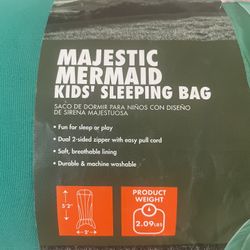 MAJESTIC
MERMAID
KIDS' SLEEPING BAG
SACO DE DORMIR PARA NIÑOS CON DISEÑO
DE SIRENA MAJESTUOSA
• Fun for sleep or play
• Dual 2-sided zipper with easy pull cord
• Soft, breathable lining
• Durable & machine washable
5'2"
2'
PRODUCT
WEIGHT
2.09LBS